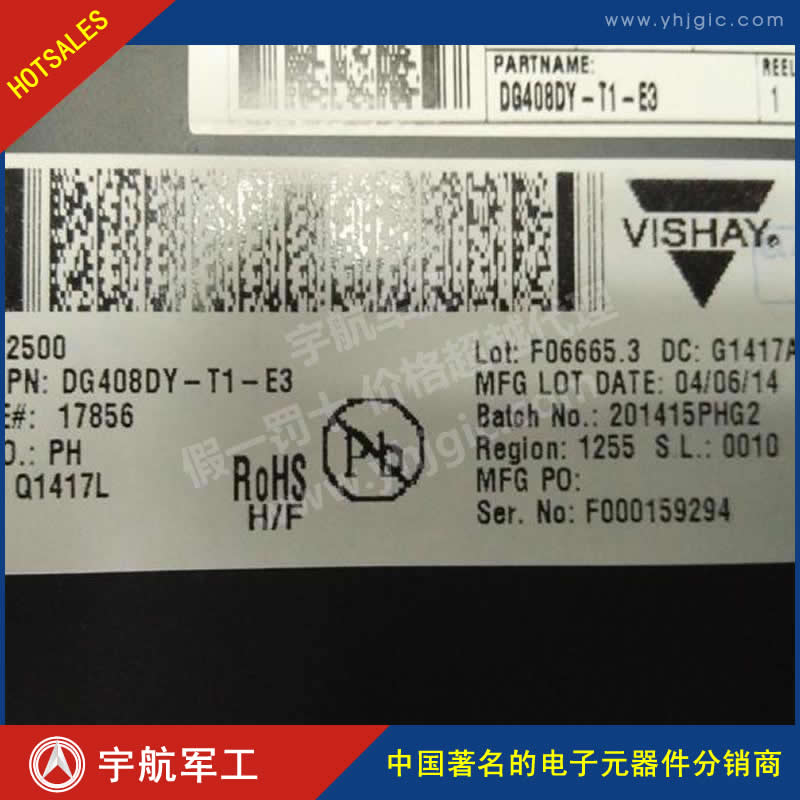 HOTSALES
www.yhjgic.com
PARTNAME:
DG408DY-T1-E3
REEL
1
VISHAY®
2500
PN: DG408DY-T1-E3
E#: 17856
O.: PH
Q1417L
RoHS
H/F
Pb
Lot: F06665.3 DC: G1417A
MFG LOT DATE: 04/06/14
Batch No.: 201415PHG2
Region: 1255 S.L.: 0010
MFG PO:
Ser. No: F000159294
宇航军工
假一罚十 价格超越代理
www.yhjgic.com
宇航军工
中国著名的电子元器件分销商